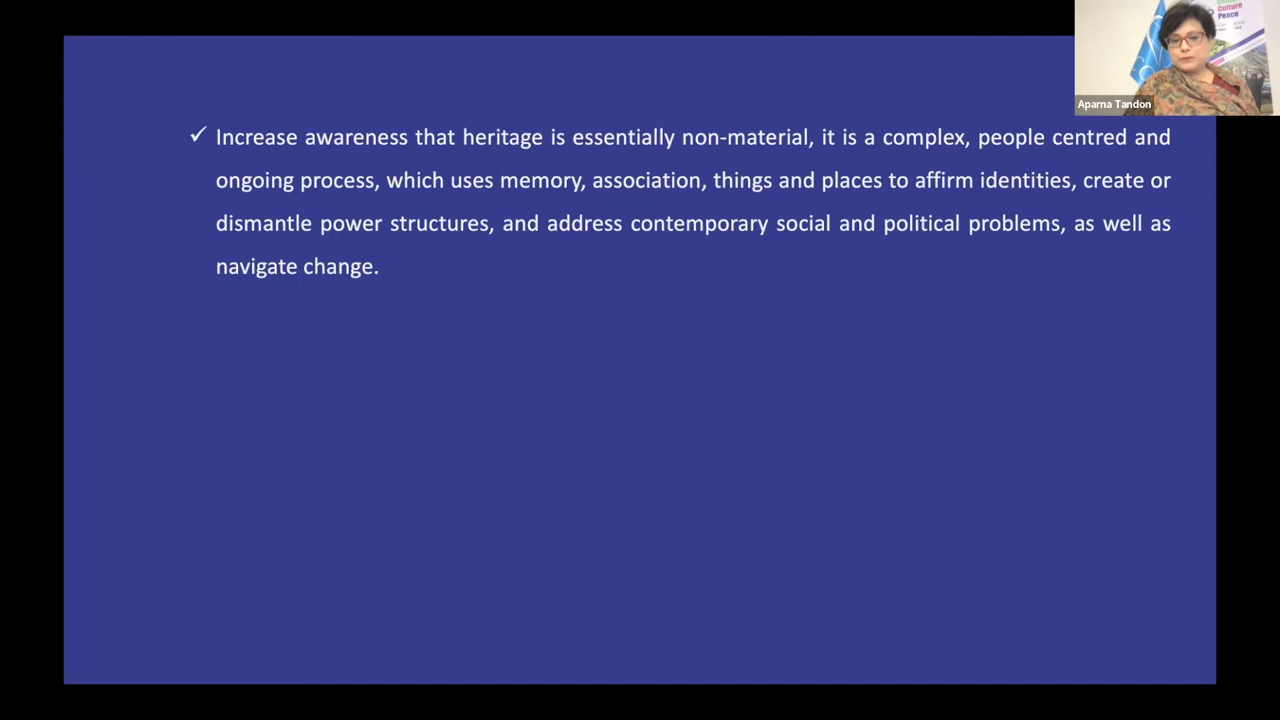 Culture
Peace
Aparna Tandon
✓ Increase awareness that heritage is essentially non-material, it is a complex, people centred and
ongoing process, which uses memory, association, things and places to affirm identities, create or
dismantle power structures, and address contemporary social and political problems, as well as
navigate change.